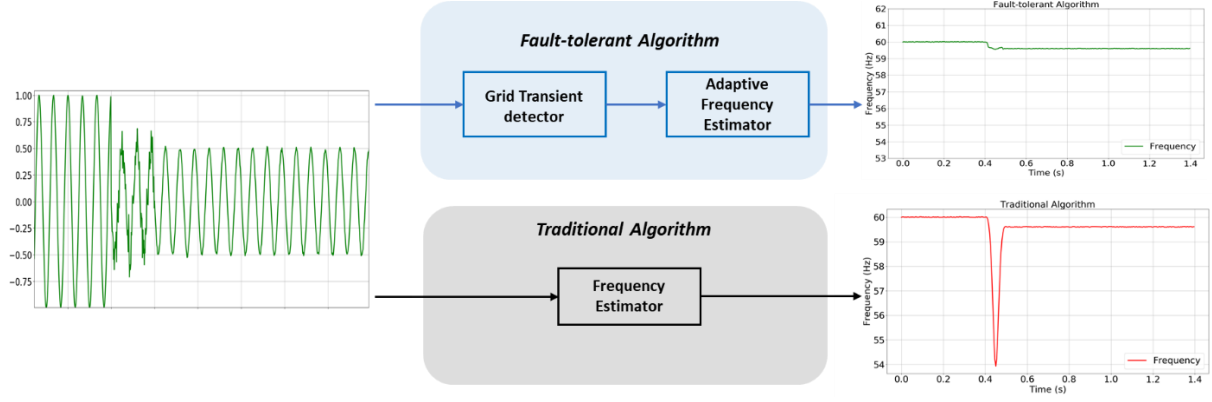 Fault-tolerant Algorithm
Grid Transient
detector
Adaptive
Frequency
Estimator
Fault-tolerant Algorithm
62
61
60
59
58
57
56
55
54
53
Frequency (Hz)
Frequency
0.0 0.2 0.4 0.6 0.8 1.0 1.2 1.4
Time (s)
1.00
0.75
0.50
0.25
0.00
−0.25
−0.50
−0.75
Traditional Algorithm
Frequency
Estimator
Traditional Algorithm
60
59
58
57
56
55
54
Frequency (Hz)
Frequency
0.0 0.2 0.4 0.6 0.8 1.0 1.2 1.4
Time (s)